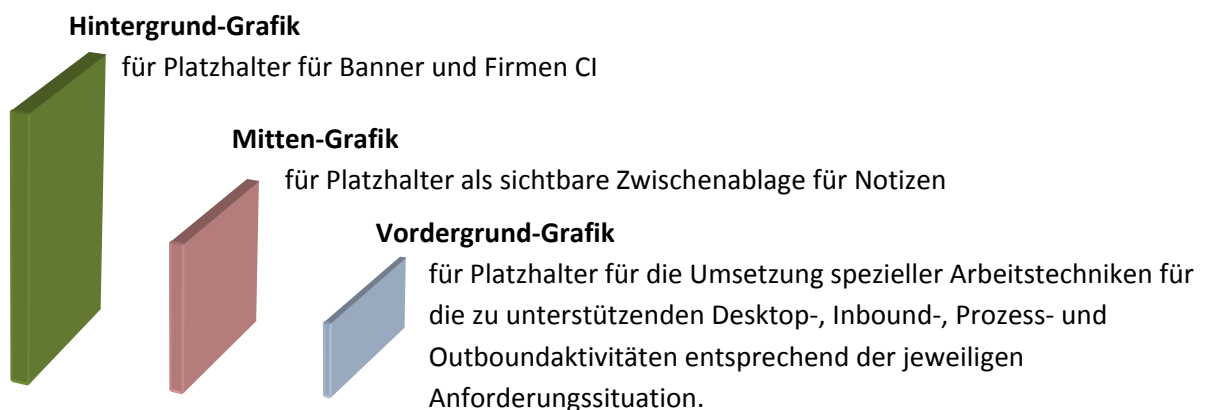 Hintergrund-Grafik
für Platzhalter für Banner und Firmen CI
Mitten-Grafik
für Platzhalter als sichtbare Zwischenablage für Notizen
Vordergrund-Grafik
für Platzhalter für die Umsetzung spezieller Arbeitstechniken für
die zu unterstützenden Desktop-, Inbound-, Prozess- und
Outboundaktivitäten entsprechend der jeweiligen
Anforderungssituation.